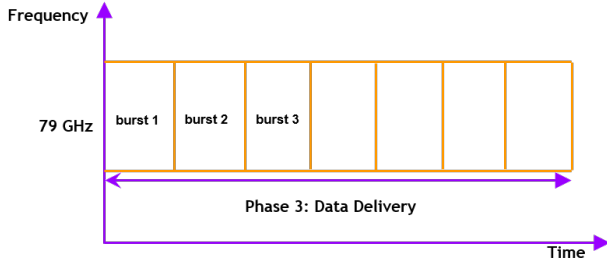 Frequency
79 GHz
burst 1 burst 2 burst 3
Phase 3: Data Delivery
Time